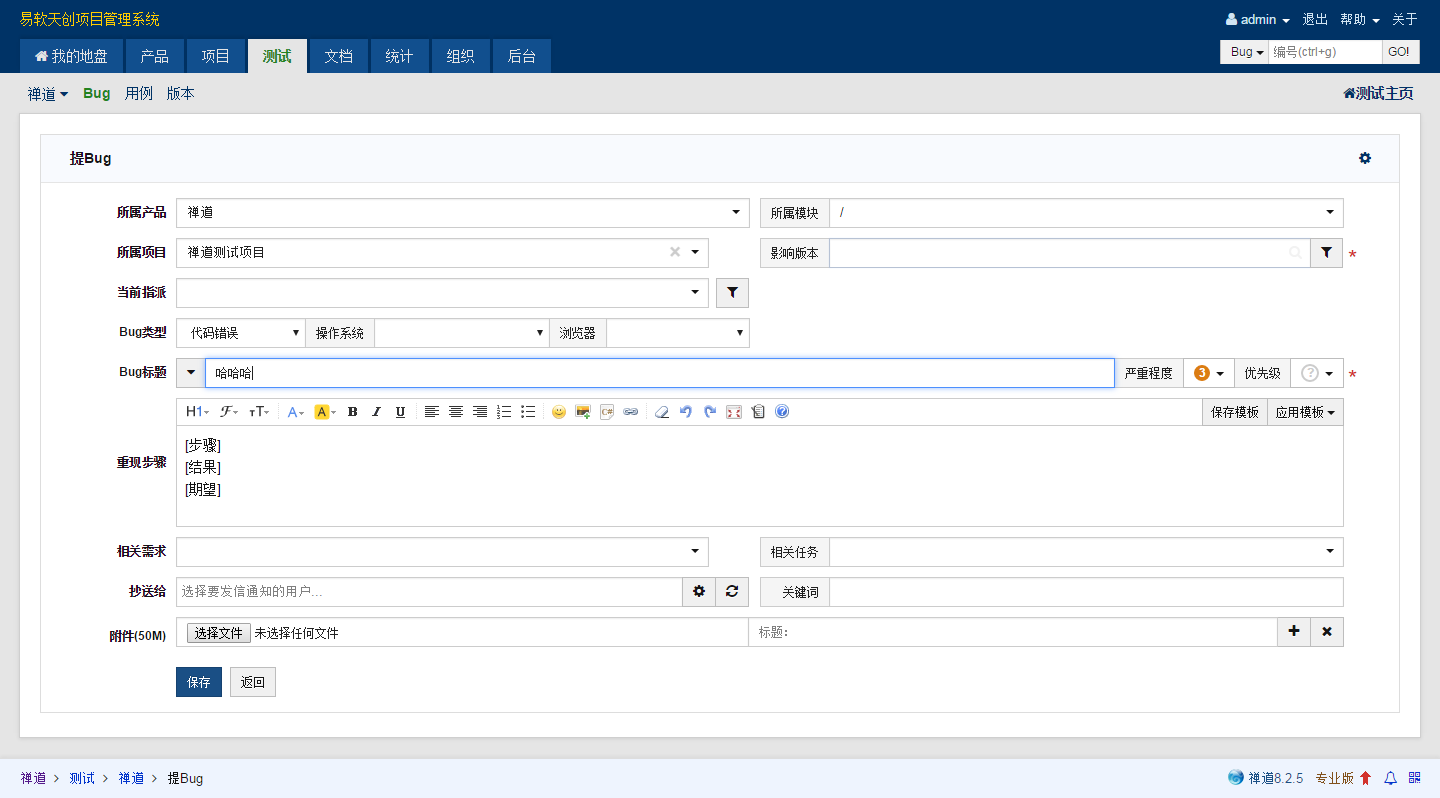 易软天创项目管理系统
admin 退出 帮助 关于
我的地盘 产品 项目 测试 文档 统计 组织 后台
Bug 编号(ctrl+g) GO!
禅道 Bug 用例 版本
测试主页
提Bug
所属产品 禅道 所属模块 /
所属项目 禅道测试项目 影响版本 *
当前指派
Bug类型 代码错误 操作系统 浏览器
Bug标题 哈哈哈 严重程度 3 优先级 ? *
H1 F TT A A B I U C# ? 保存模板 应用模板
重现步骤
[步骤]
[结果]
[期望]
相关需求 相关任务
抄送给 选择要发信通知的用户... 关键词
附件(50M) 选择文件 未选择任何文件 标题：
保存 返回
禅道 测试 禅道 提Bug
禅道8.2.5 专业版